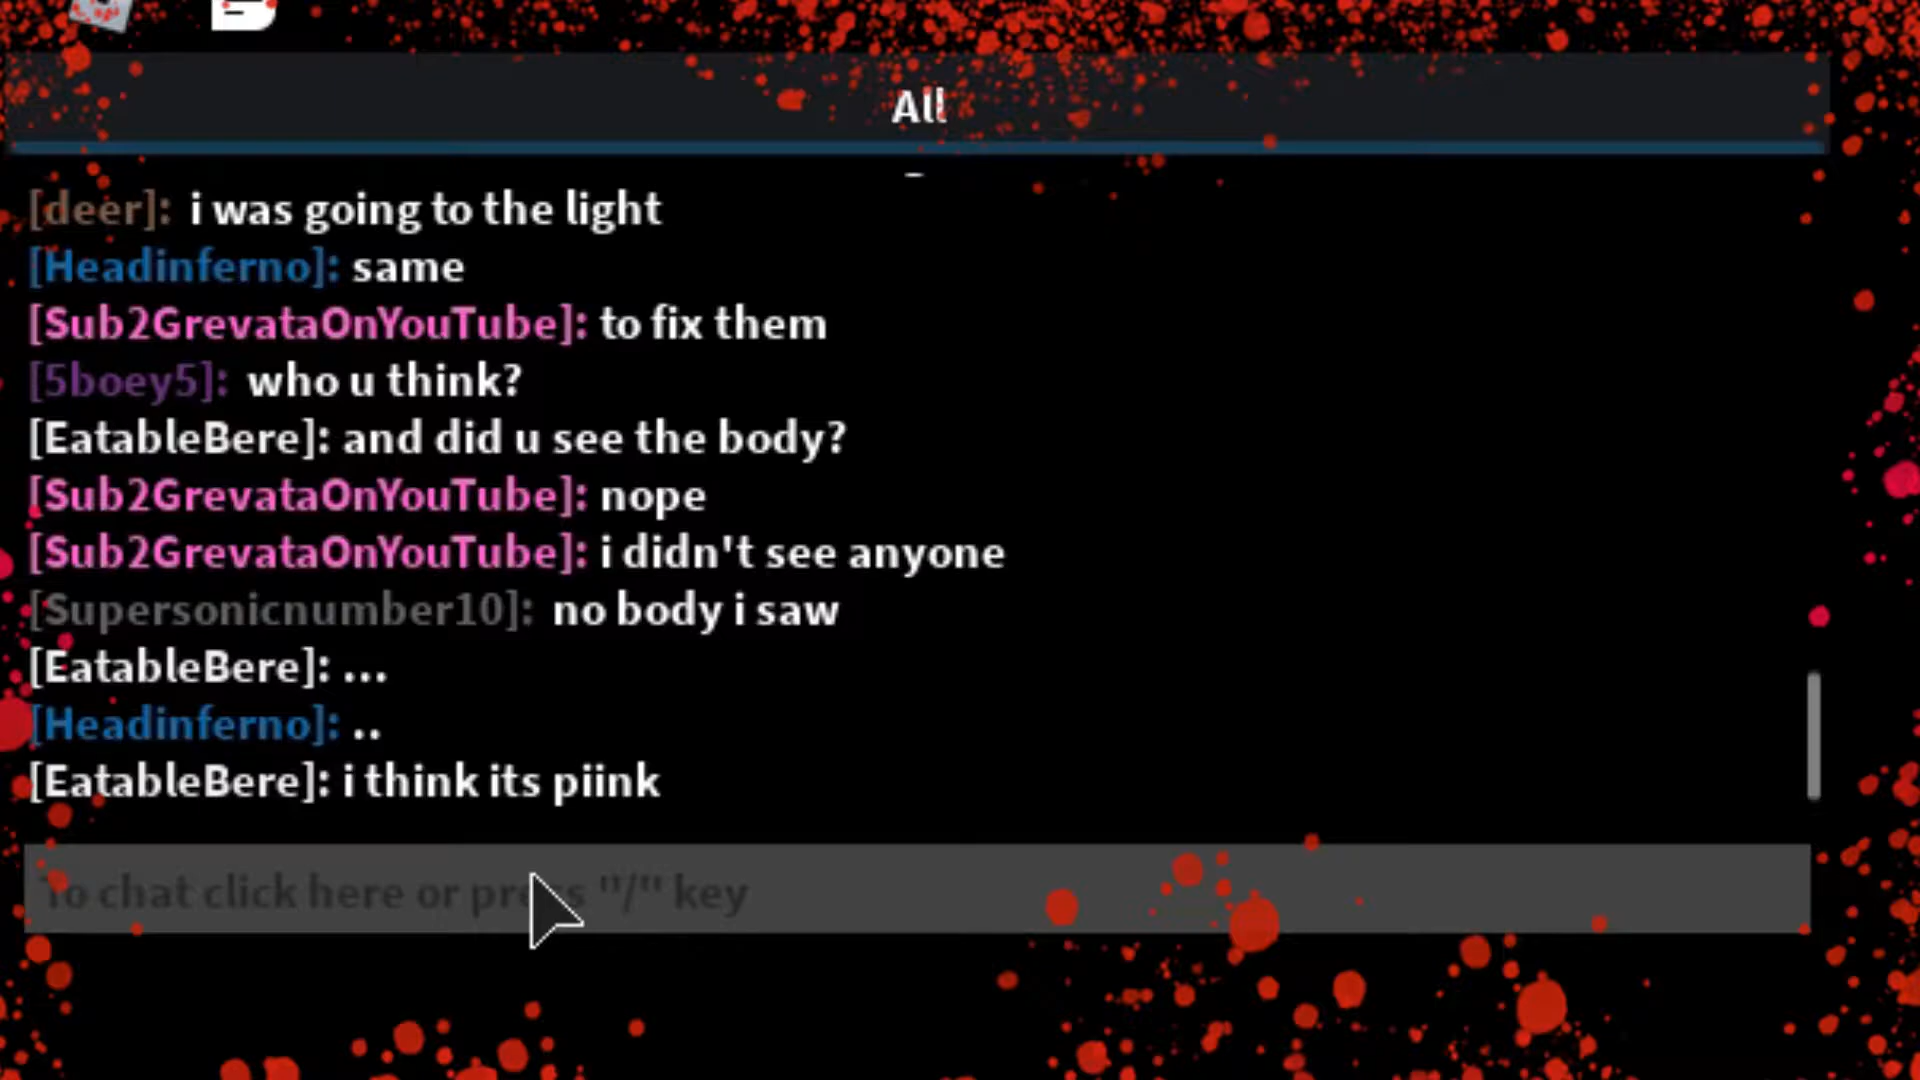 All
[deer]: i was going to the light
[Headinferno]: same
[Sub2GrevataOnYouTube]: to fix them
[5boey5]: who u think?
[EatableBere]: and did u see the body?
[Sub2GrevataOnYouTube]: nope
[Sub2GrevataOnYouTube]: i didn't see anyone
[Supersonicnumber10]: no body i saw
[EatableBere]: ...
[Headinferno]: ..
[EatableBere]: i think its piink
To chat click here or press "/" key